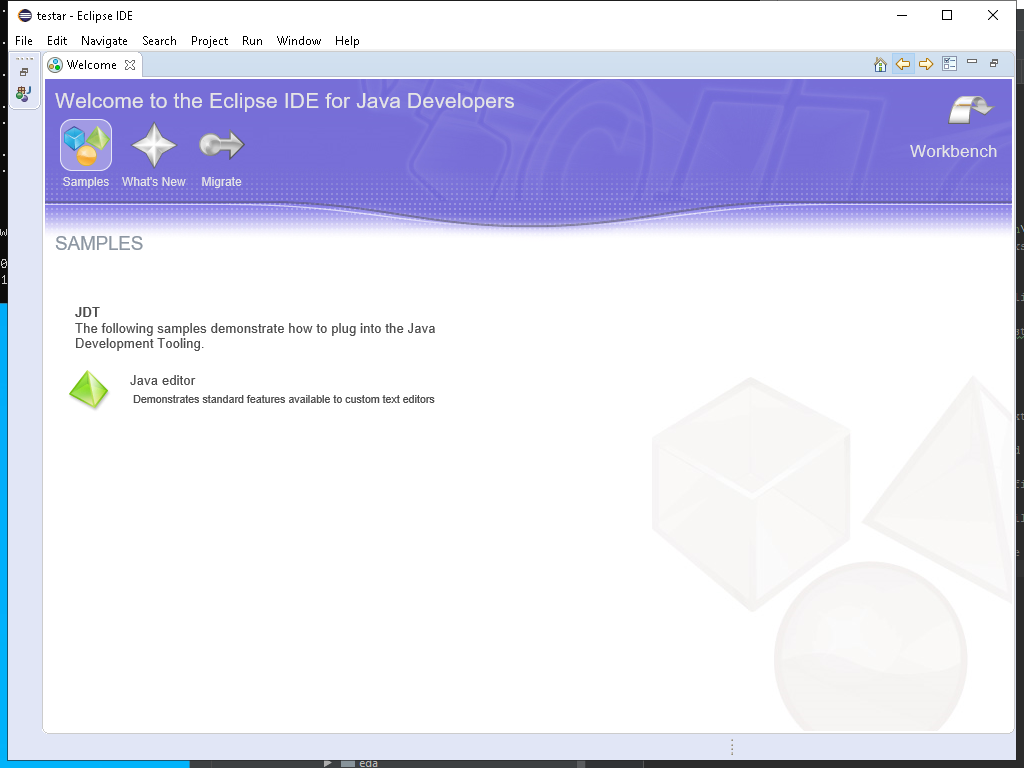 testar - Eclipse IDE
File Edit Navigate Search Project Run Window Help
Welcome
Welcome to the Eclipse IDE for Java Developers
Workbench
Samples What's New Migrate
SAMPLES
JDT
The following samples demonstrate how to plug into the Java
Development Tooling.
Java editor
Demonstrates standard features available to custom text editors
eda